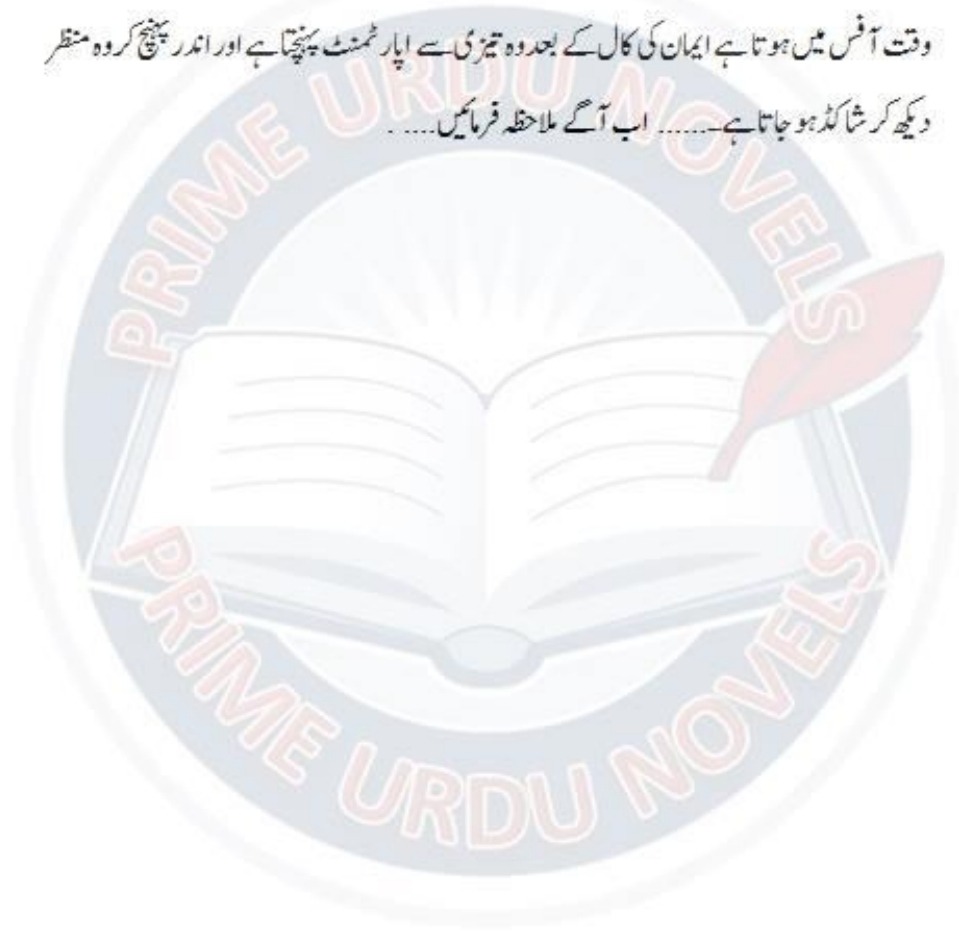 وقت آفس میں ہوتا ہے ایمان کی کال کے بعد وہ تیزی سے اپارٹمنٹ پہنچتا ہے اور اندر پہنچ کر وہ منظر
دیکھ کر شاکڈ ہو جاتا ہے۔...... اب آگے ملاحظہ فرمائیں.... .
PRIME URDU NOVELS
PRIME URDU NOVELS